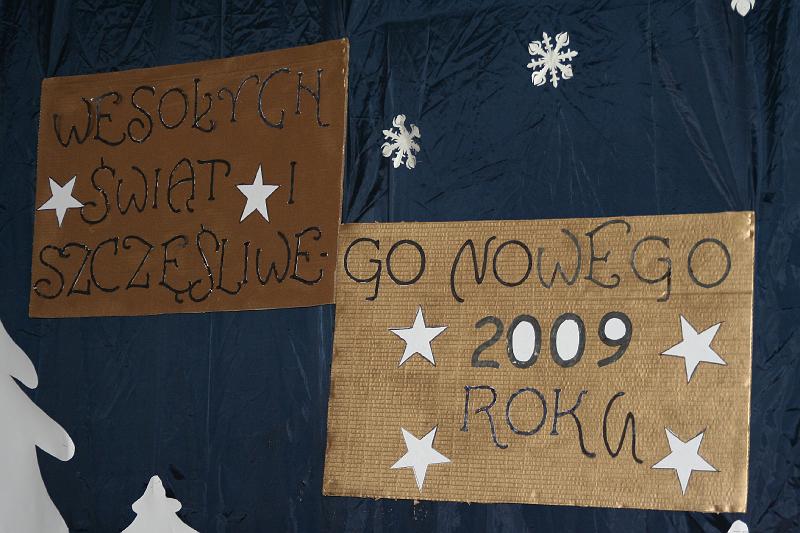 WESOŁYCH
ŚWIĄT I
SZCZĘŚLIWE-
GO NOWEGO
2009
ROKU